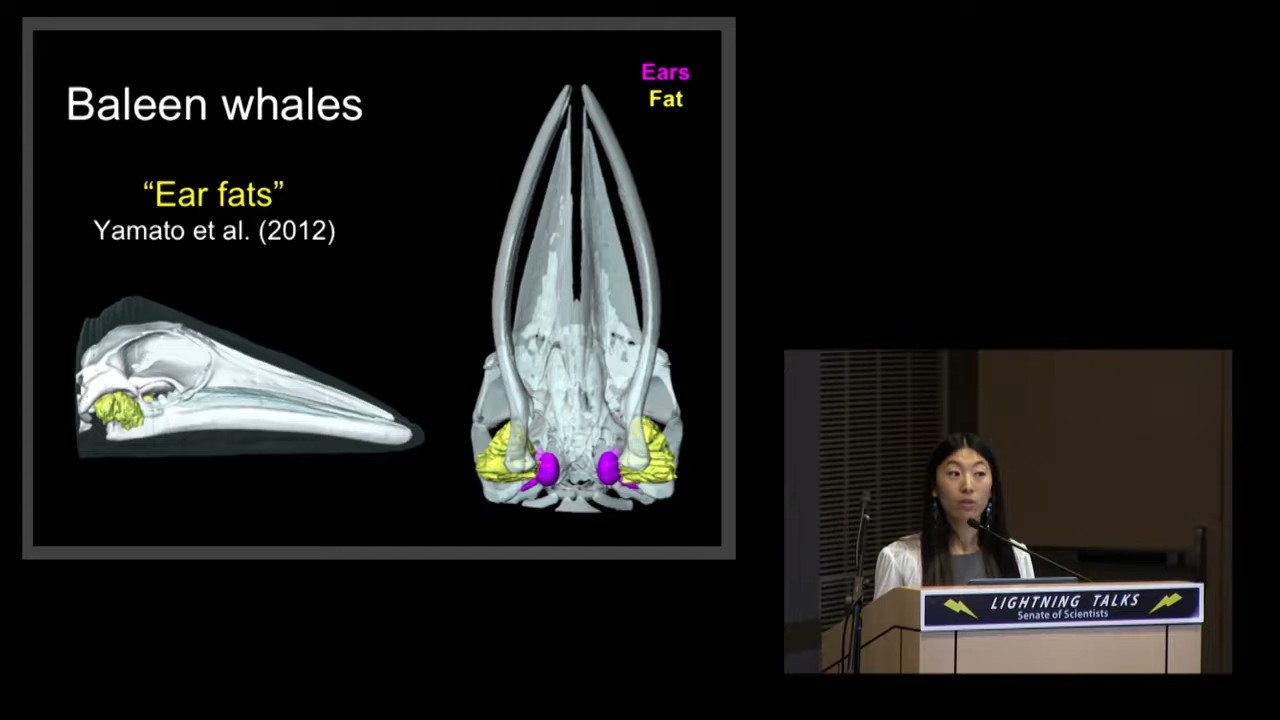 Baleen whales
“Ear fats”
Yamato et al. (2012)
Ears
Fat
LIGHTNING TALKS
Senate of Scientists